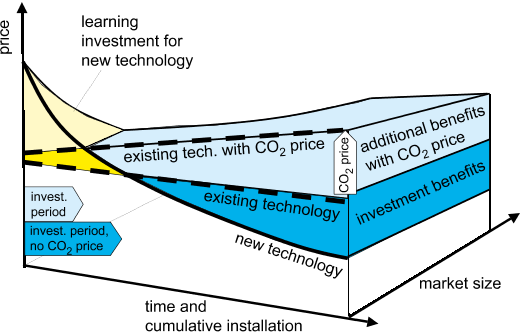 price
learning
investment for
new technology
existing tech. with CO₂ price
CO₂ price
additional benefits
with CO₂ price
existing technology
investment benefits
new technology
invest.
period
invest. period,
no CO₂ price
market size
time and
cumulative installation